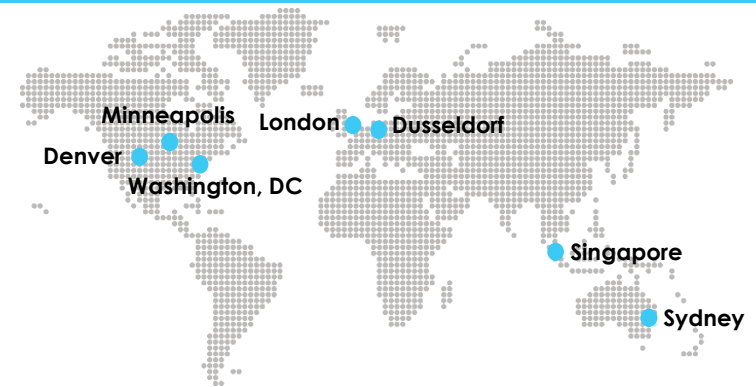 Minneapolis
London
Dusseldorf
Denver
Washington, DC
Singapore
Sydney